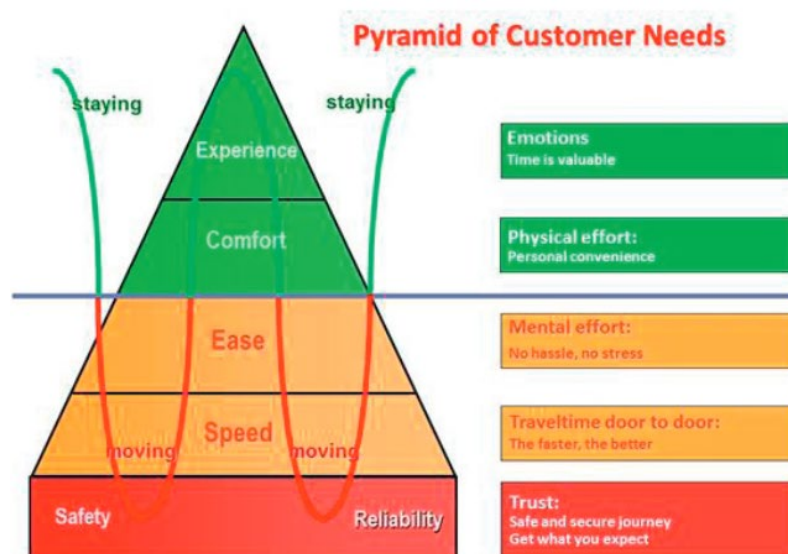 Pyramid of Customer Needs
staying
staying
Experience
Emotions
Time is valuable
Comfort
Physical effort:
Personal convenience
Ease
Mental effort:
No hassle, no stress
Speed
moving
moving
Traveltime door to door:
The faster, the better
Safety
Reliability
Trust:
Safe and secure journey
Get what you expect